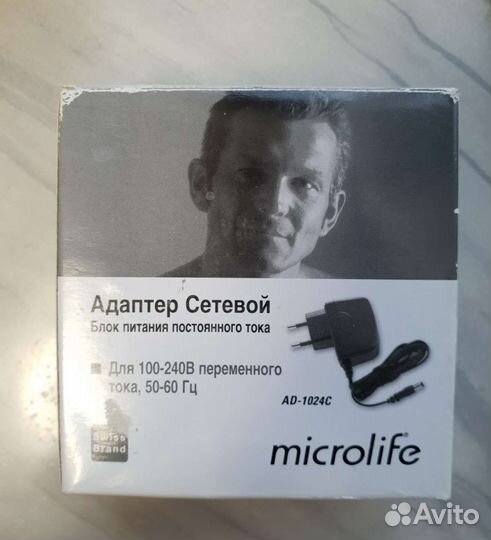 Адаптер Сетевой
Блок питания постоянного тока
Для 100-240В переменного
тока, 50-60 Гц
AD-1024C
Swiss
Brand
microlife
Avito